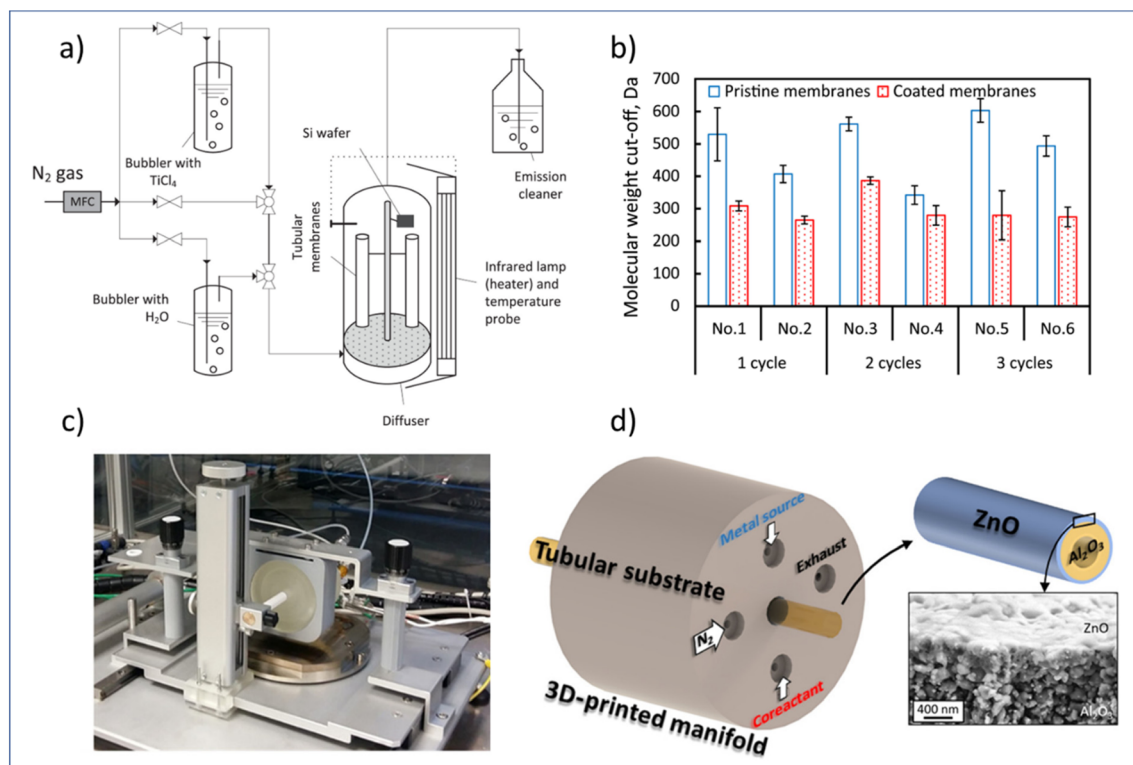 a)
N₂ gas
MFC
Bubbler with
TiCl₄
Bubbler with
H₂O
Tubular
membranes
Si wafer
Emission
cleaner
Infrared lamp
(heater) and
temperature
probe
Diffuser
b)
Molecular weight cut-off, Da
700
600
500
400
300
200
100
0
Pristine membranes
Coated membranes
No.1
No.2
No.3
No.4
No.5
No.6
1 cycle
2 cycles
3 cycles
c)
d)
Metal source
Exhaust
Tubular substrate
N₂
Coreactant
3D-printed manifold
ZnO
Al₂O₃
ZnO
400 nm
Al₂O₃